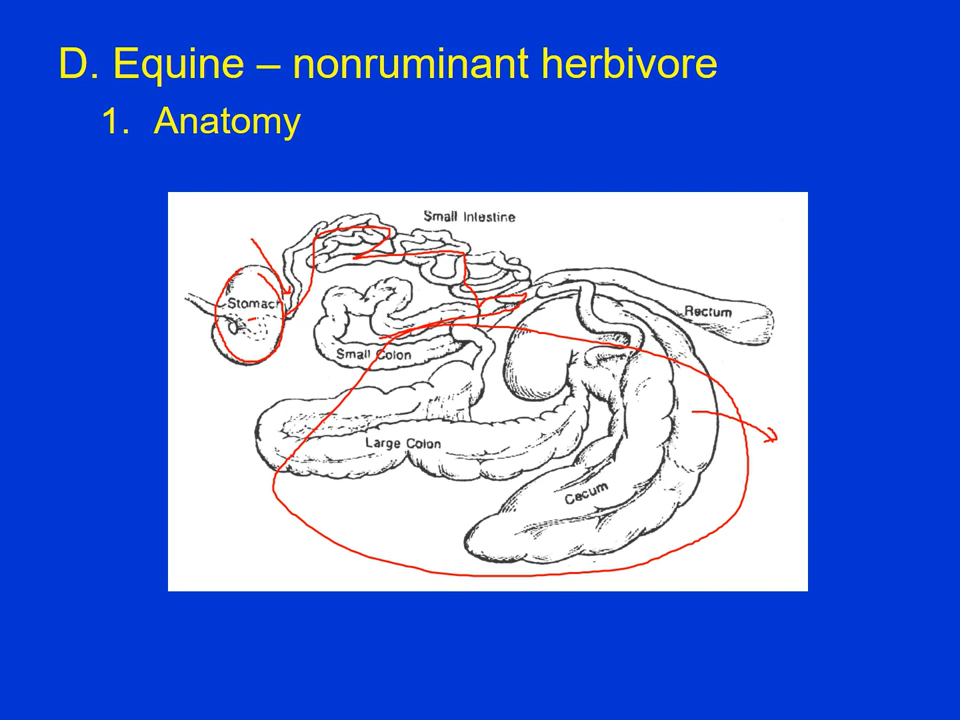 D. Equine – nonruminant herbivore
1. Anatomy
Small Intestine
Stomach
Rectum
Small Colon
Large Colon
Cecum